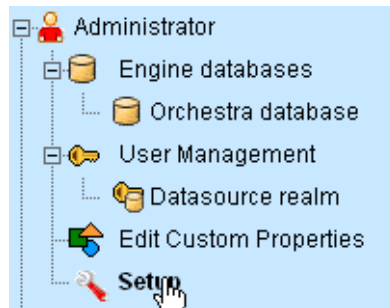 Administrator
Engine databases
Orchestra database
User Management
Datasource realm
Edit Custom Properties
Setup